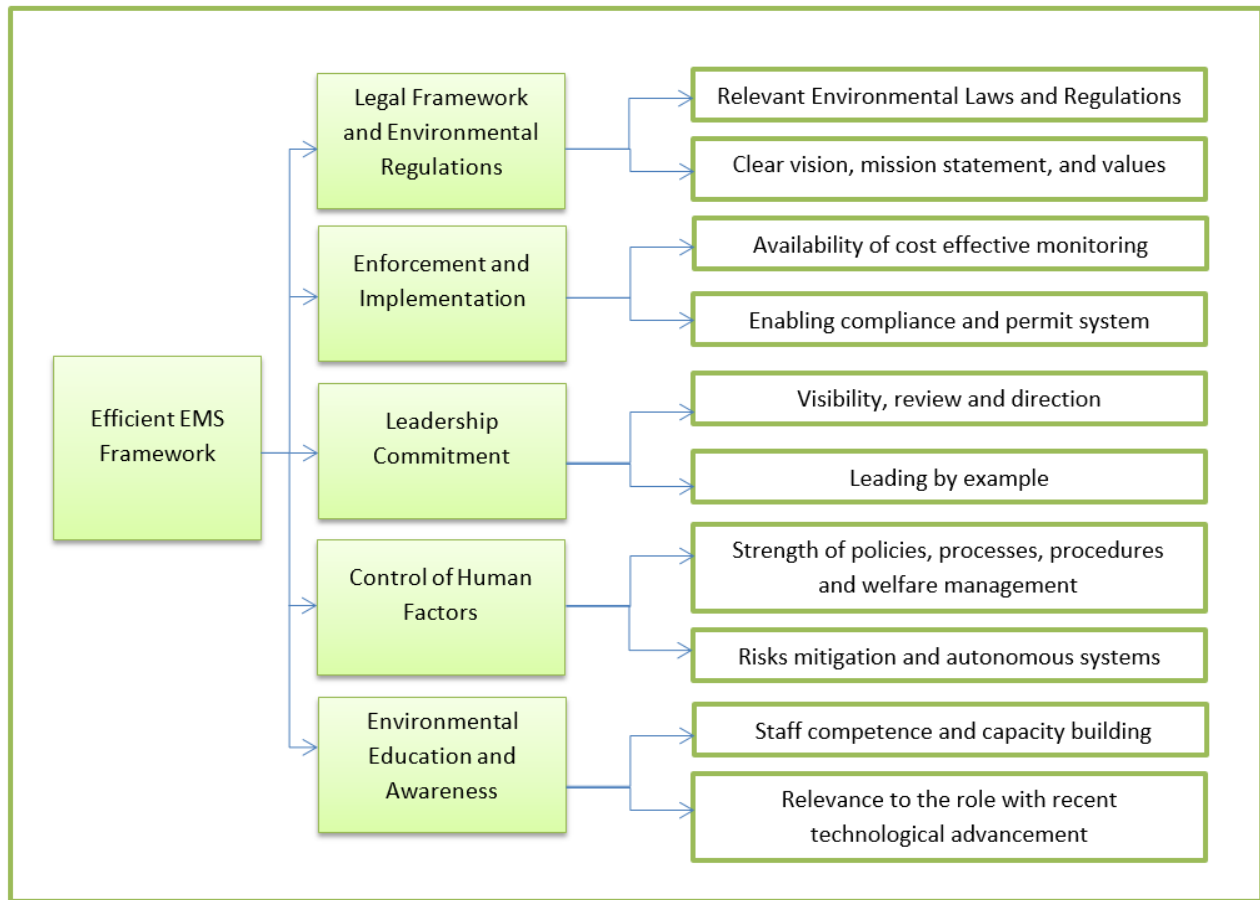 Efficient EMS
Framework
Legal Framework
and Environmental
Regulations
Relevant Environmental Laws and Regulations
Clear vision, mission statement, and values
Enforcement and
Implementation
Availability of cost effective monitoring
Enabling compliance and permit system
Leadership
Commitment
Visibility, review and direction
Leading by example
Control of Human
Factors
Strength of policies, processes, procedures
and welfare management
Risks mitigation and autonomous systems
Environmental
Education and
Awareness
Staff competence and capacity building
Relevance to the role with recent
technological advancement